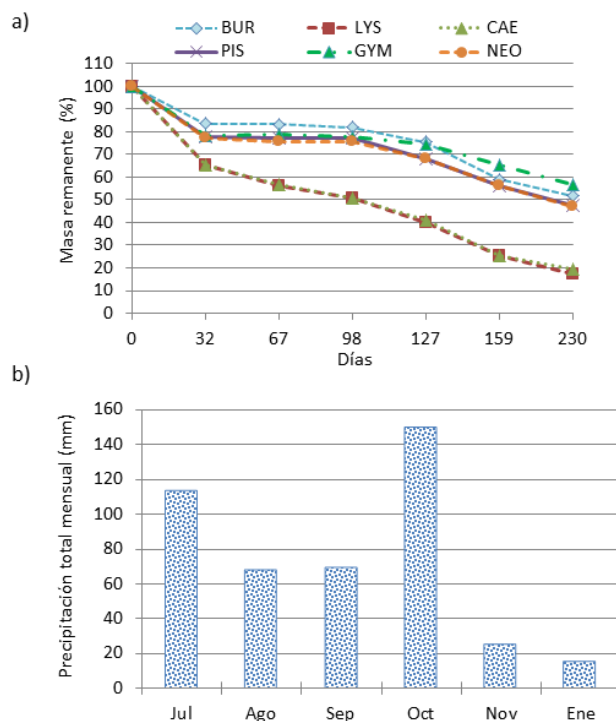 a)
BUR LYS CAE
PIS GYM NEO
Masa remanente (%)
110
100
90
80
70
60
50
40
30
20
10
0
0 32 67 98 127 159 230
Días
b)
Precipitación total mensual (mm)
160
140
120
100
80
60
40
20
0
Jul Ago Sep Oct Nov Ene